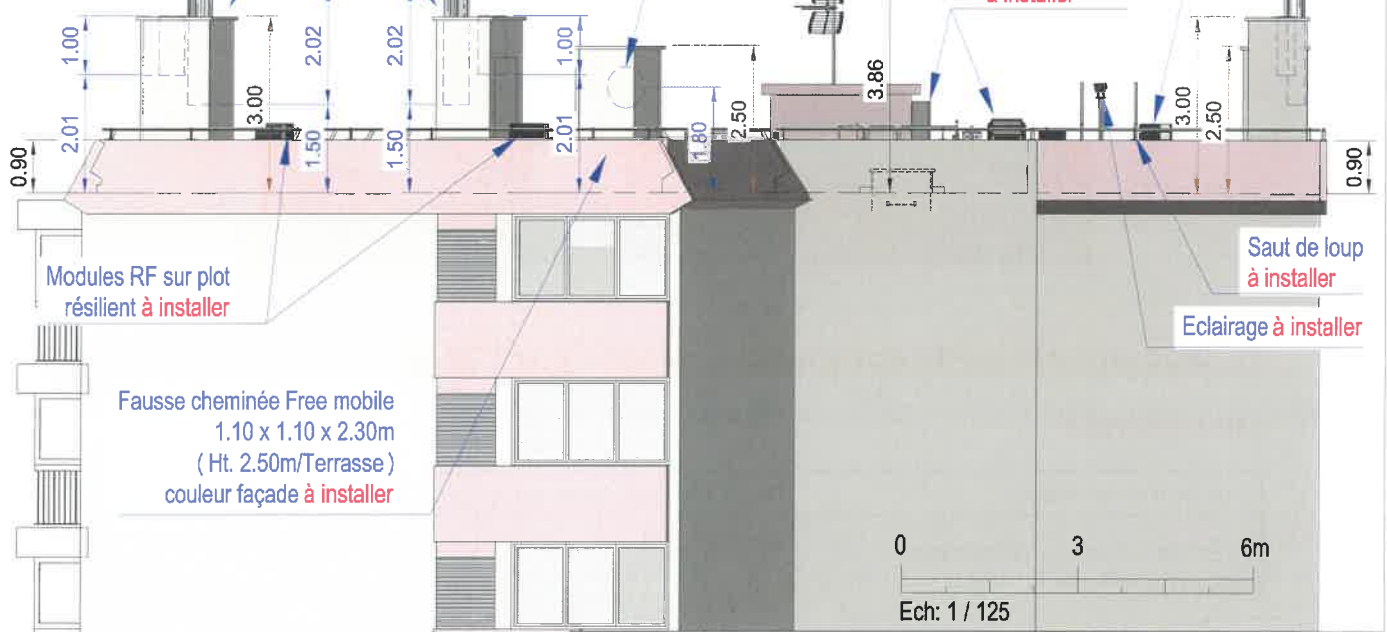 à installer
1.00
2.01
3.00
2.02
1.50
2.02
1.50
1.00
2.01
2.50
1.80
3.86
3.00
2.50
0.90
0.90
Modules RF sur plot
résilient à installer
Saut de loup
à installer
Eclairage à installer
Fausse cheminée Free mobile
1.10 x 1.10 x 2.30m
( Ht. 2.50m/Terrasse )
couleur façade à installer
0 3 6m
Ech: 1 / 125